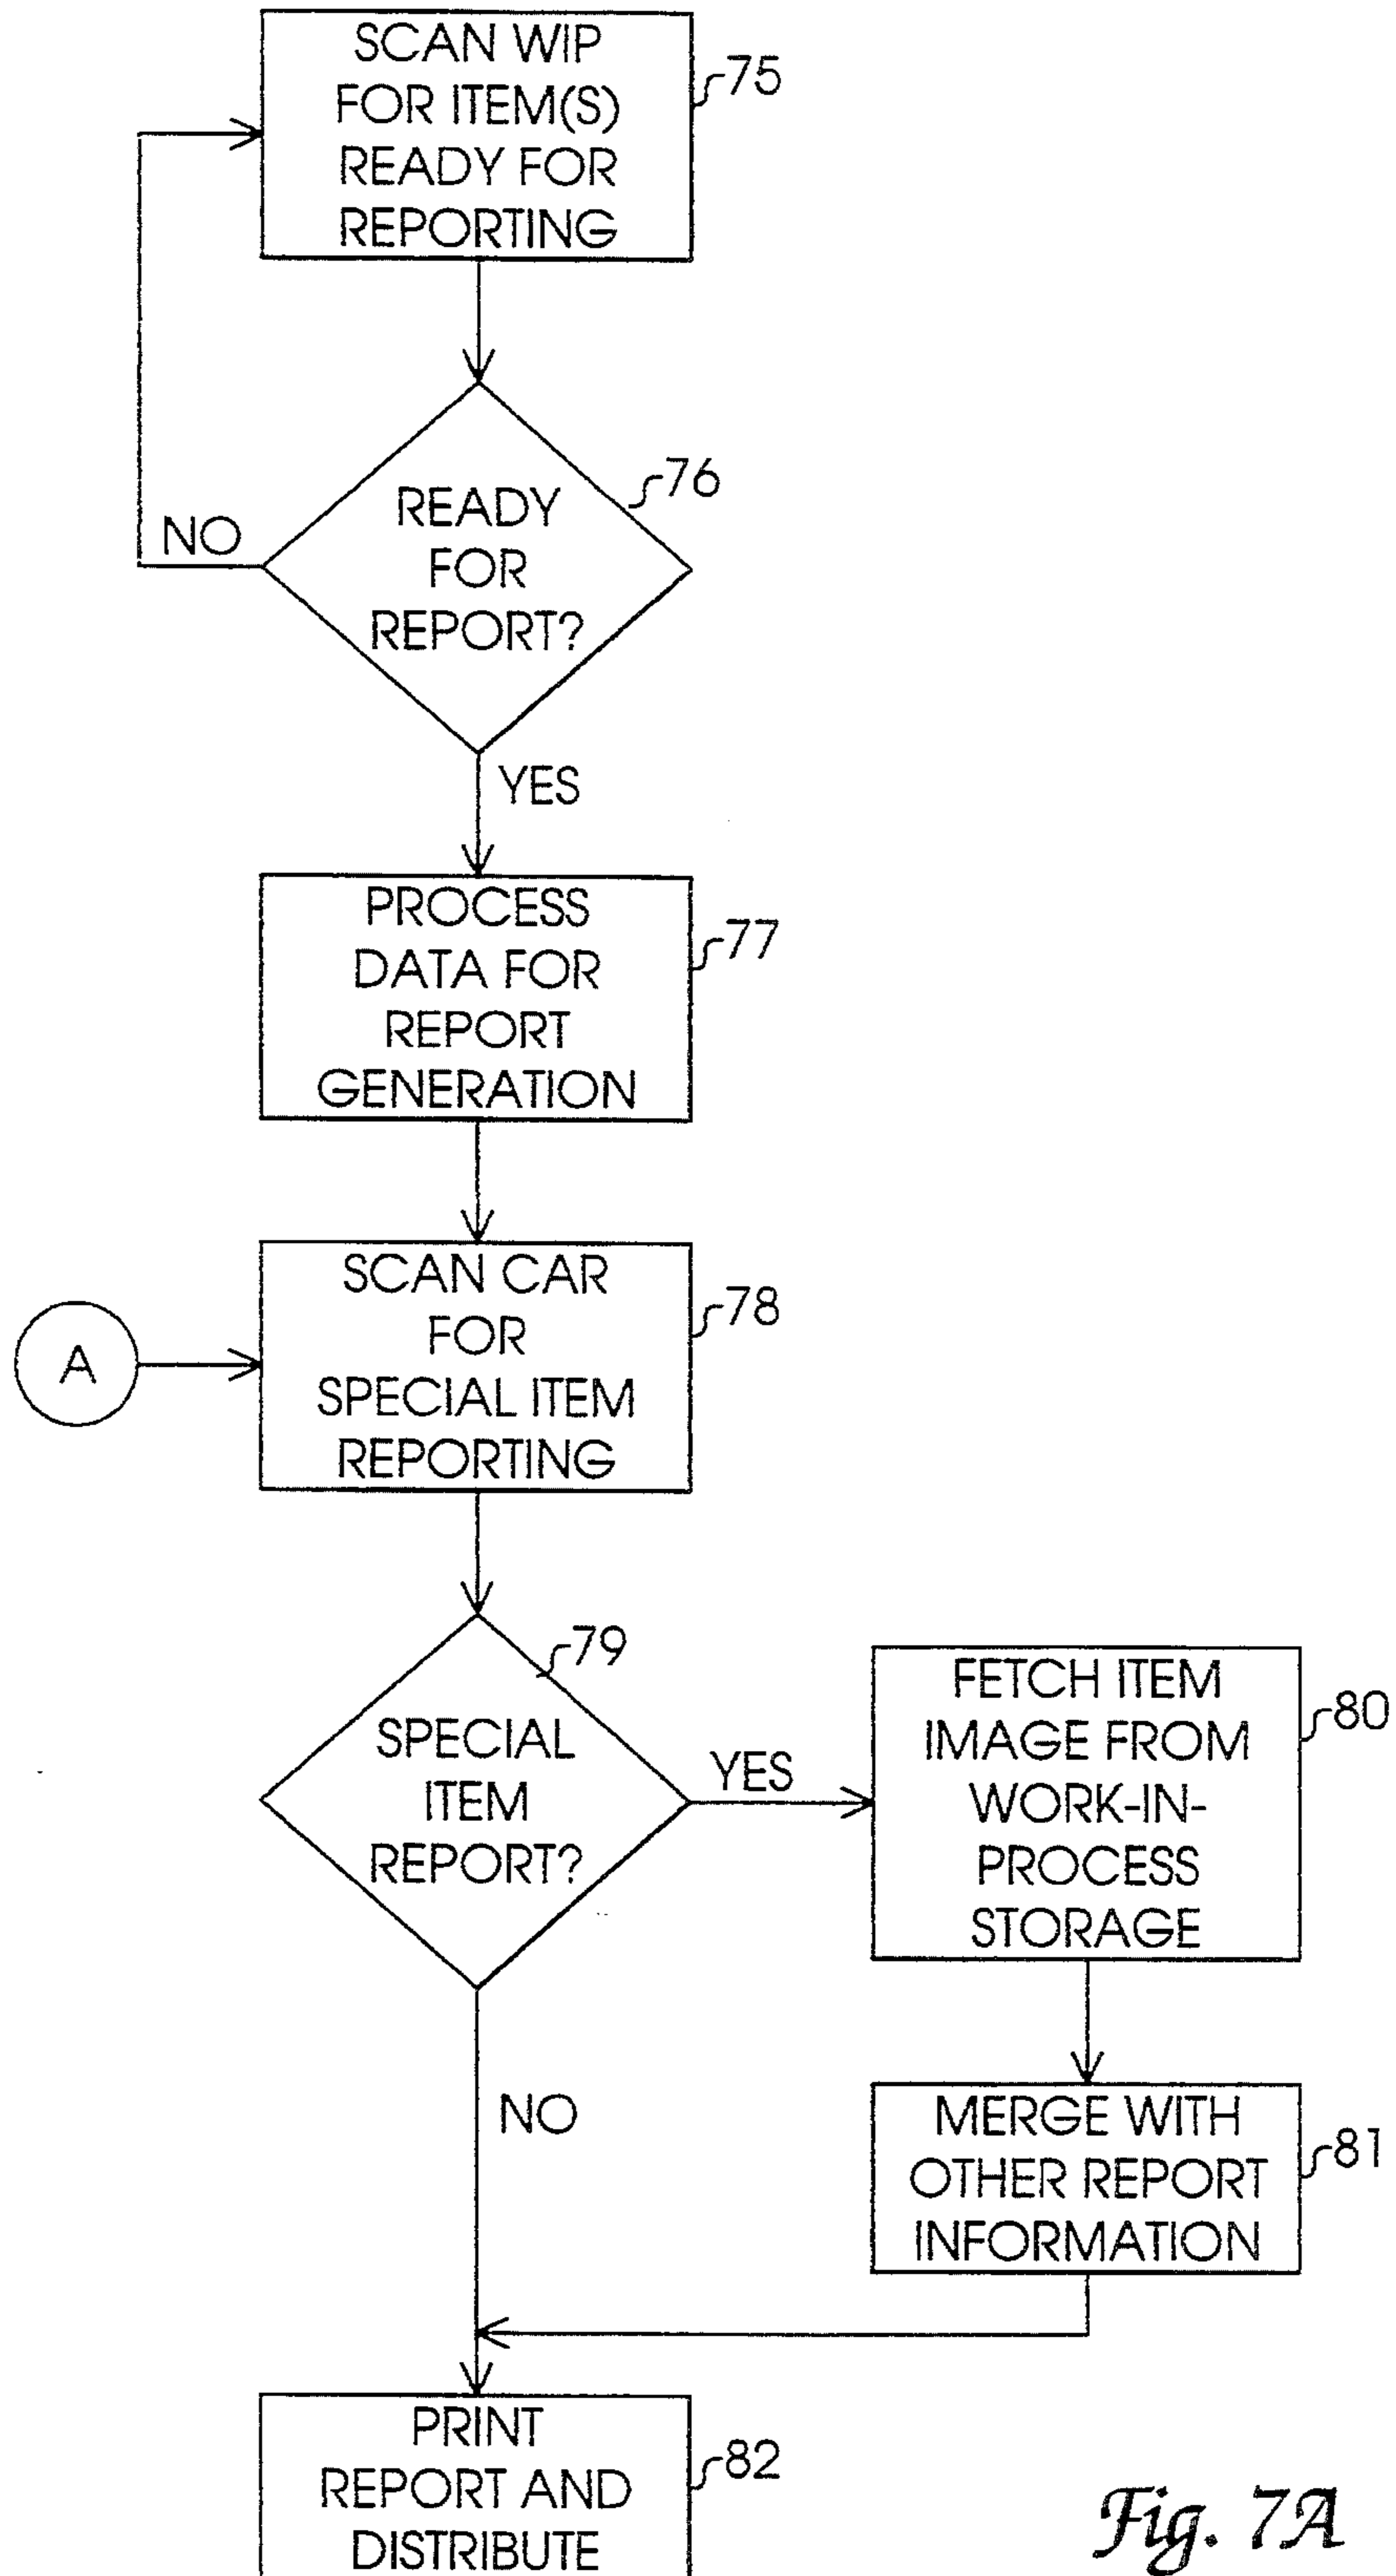 SCAN WIP
FOR ITEM(S)
READY FOR
REPORTING
75
READY
FOR
REPORT?
76
NO
YES
PROCESS
DATA FOR
REPORT
GENERATION
77
A
SCAN CAR
FOR
SPECIAL ITEM
REPORTING
78
SPECIAL
ITEM
REPORT?
79
YES
NO
FETCH ITEM
IMAGE FROM
WORK-IN-
PROCESS
STORAGE
80
MERGE WITH
OTHER REPORT
INFORMATION
81
PRINT
REPORT AND
DISTRIBUTE
82
Fig. 7A